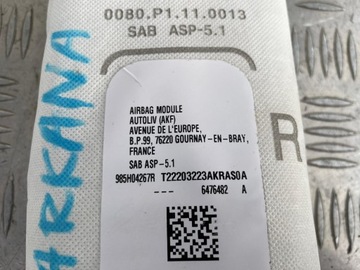 0080.P1.11.0013
SAB ASP-5.1
ARKANA
AIRBAG MODULE
AUTOLIV (AKF)
AVENUE DE L'EUROPE,
B.P.99, 76220 GOURNAY-EN-BRAY,
FRANCE
R
SAB ASP-5.1
985H04267R T22203223AKRAS0A
--- 6476482 A